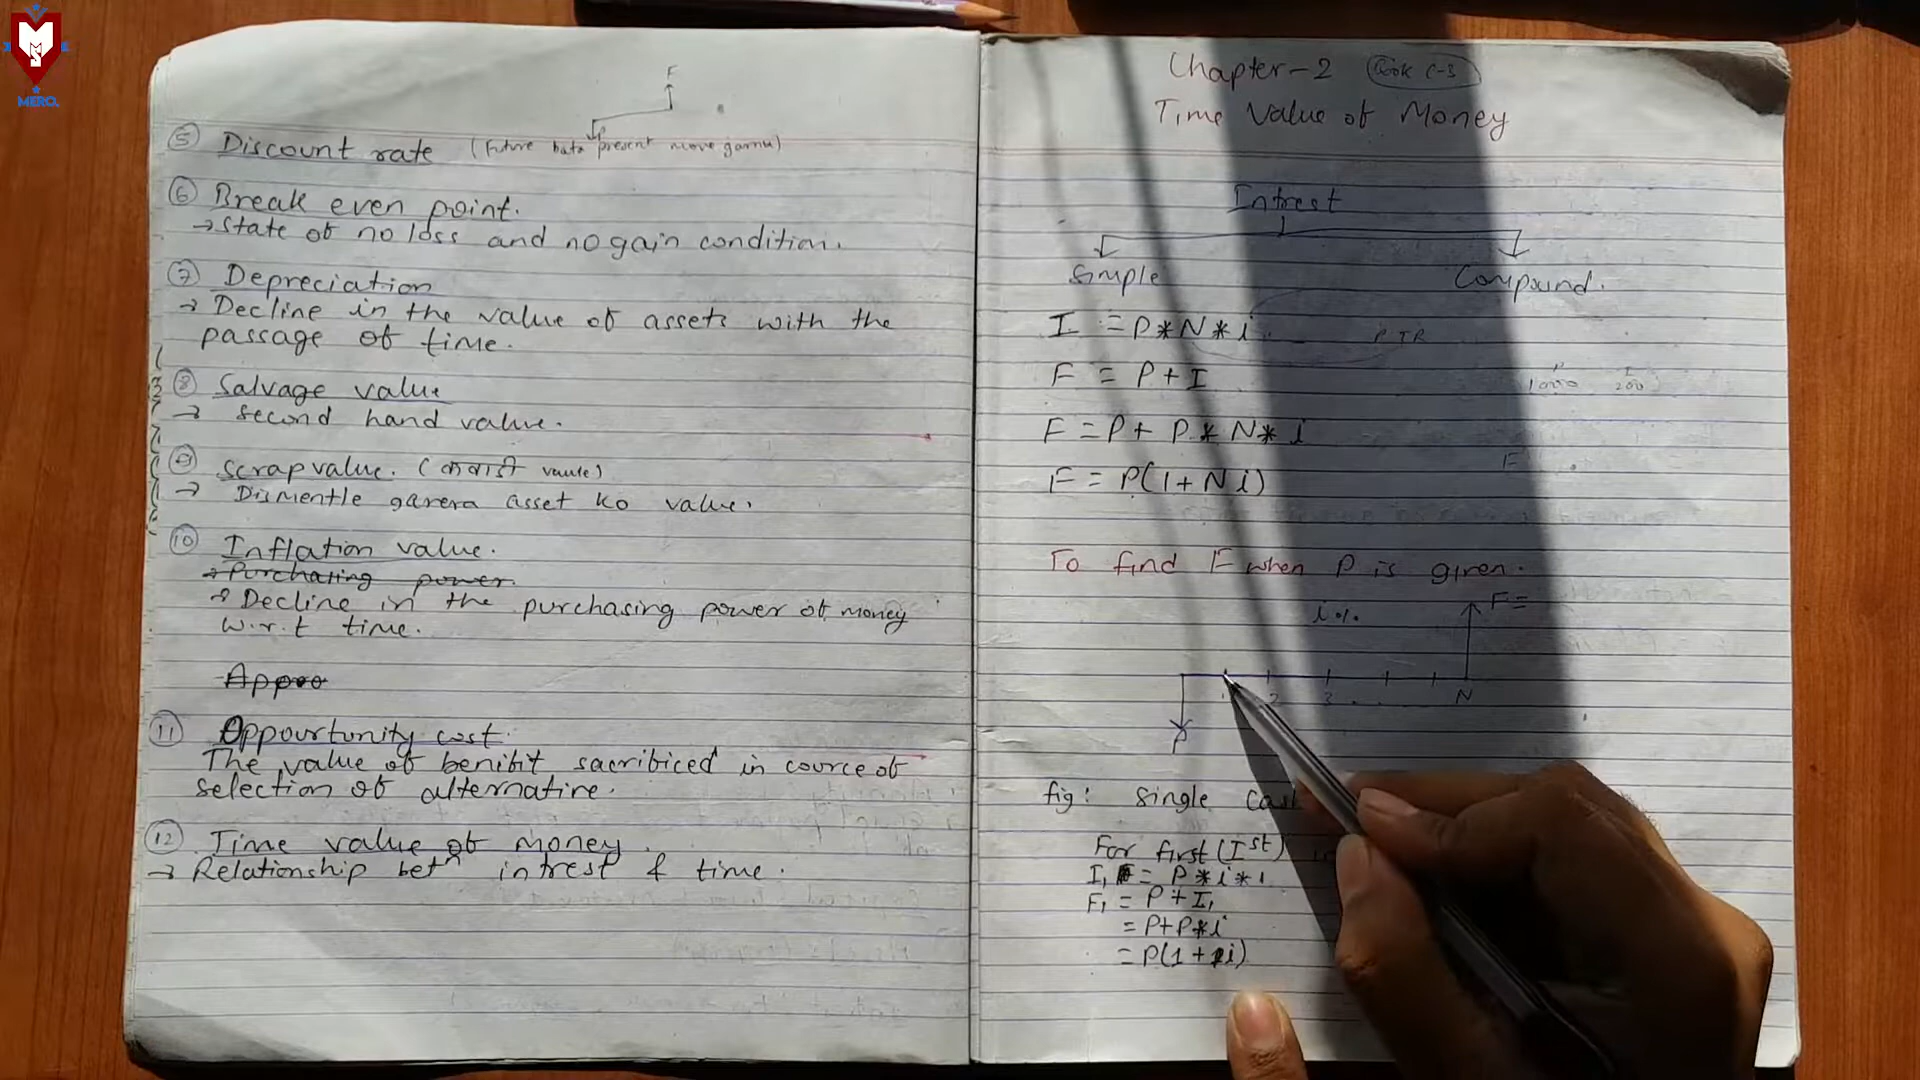 MERO.
F
P
⑤ Discount rate (Future bata present move garnu)
⑥ Break even point.
→ State of no loss and no gain condition.
⑦ Depreciation
→ Decline in the value of assets with the
passage of time.
⑧ Salvage value
→ second hand value.
⑨ scrap value. (कवाडी vaule)
→ Dismentle garera asset ko value.
⑩ Inflation value.
→ Purchasing power.
→ Decline in the purchasing power of money
w.r.t time.
Appro
⑪ Oppourtunity cost.
The value of benifit sacrificed in cource of
selection of alternative.
⑫ Time value of money.
→ Relationship betⁿ intrest & time.
Chapter-2 Book C-3
Time Value of Money
Intrest
Simple Compound.
I = P*N*i
PTR
F = P+I
P I
1000 200
F = P+ P*N*i
F
F = P(1+Ni)
To find F when P is given.
i% F=
1 2 3 . . N
P
fig: Single
For first (Iˢᵗ)
I₁ = P*i*1
F₁ = P+I₁
= P+P*i
= P(1+i)